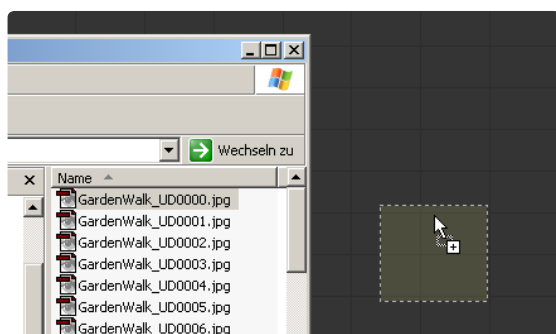 Wechseln zu
Name
GardenWalk_UD0000.jpg
GardenWalk_UD0001.jpg
GardenWalk_UD0002.jpg
GardenWalk_UD0003.jpg
GardenWalk_UD0004.jpg
GardenWalk_UD0005.jpg
GardenWalk_UD0006.jpg